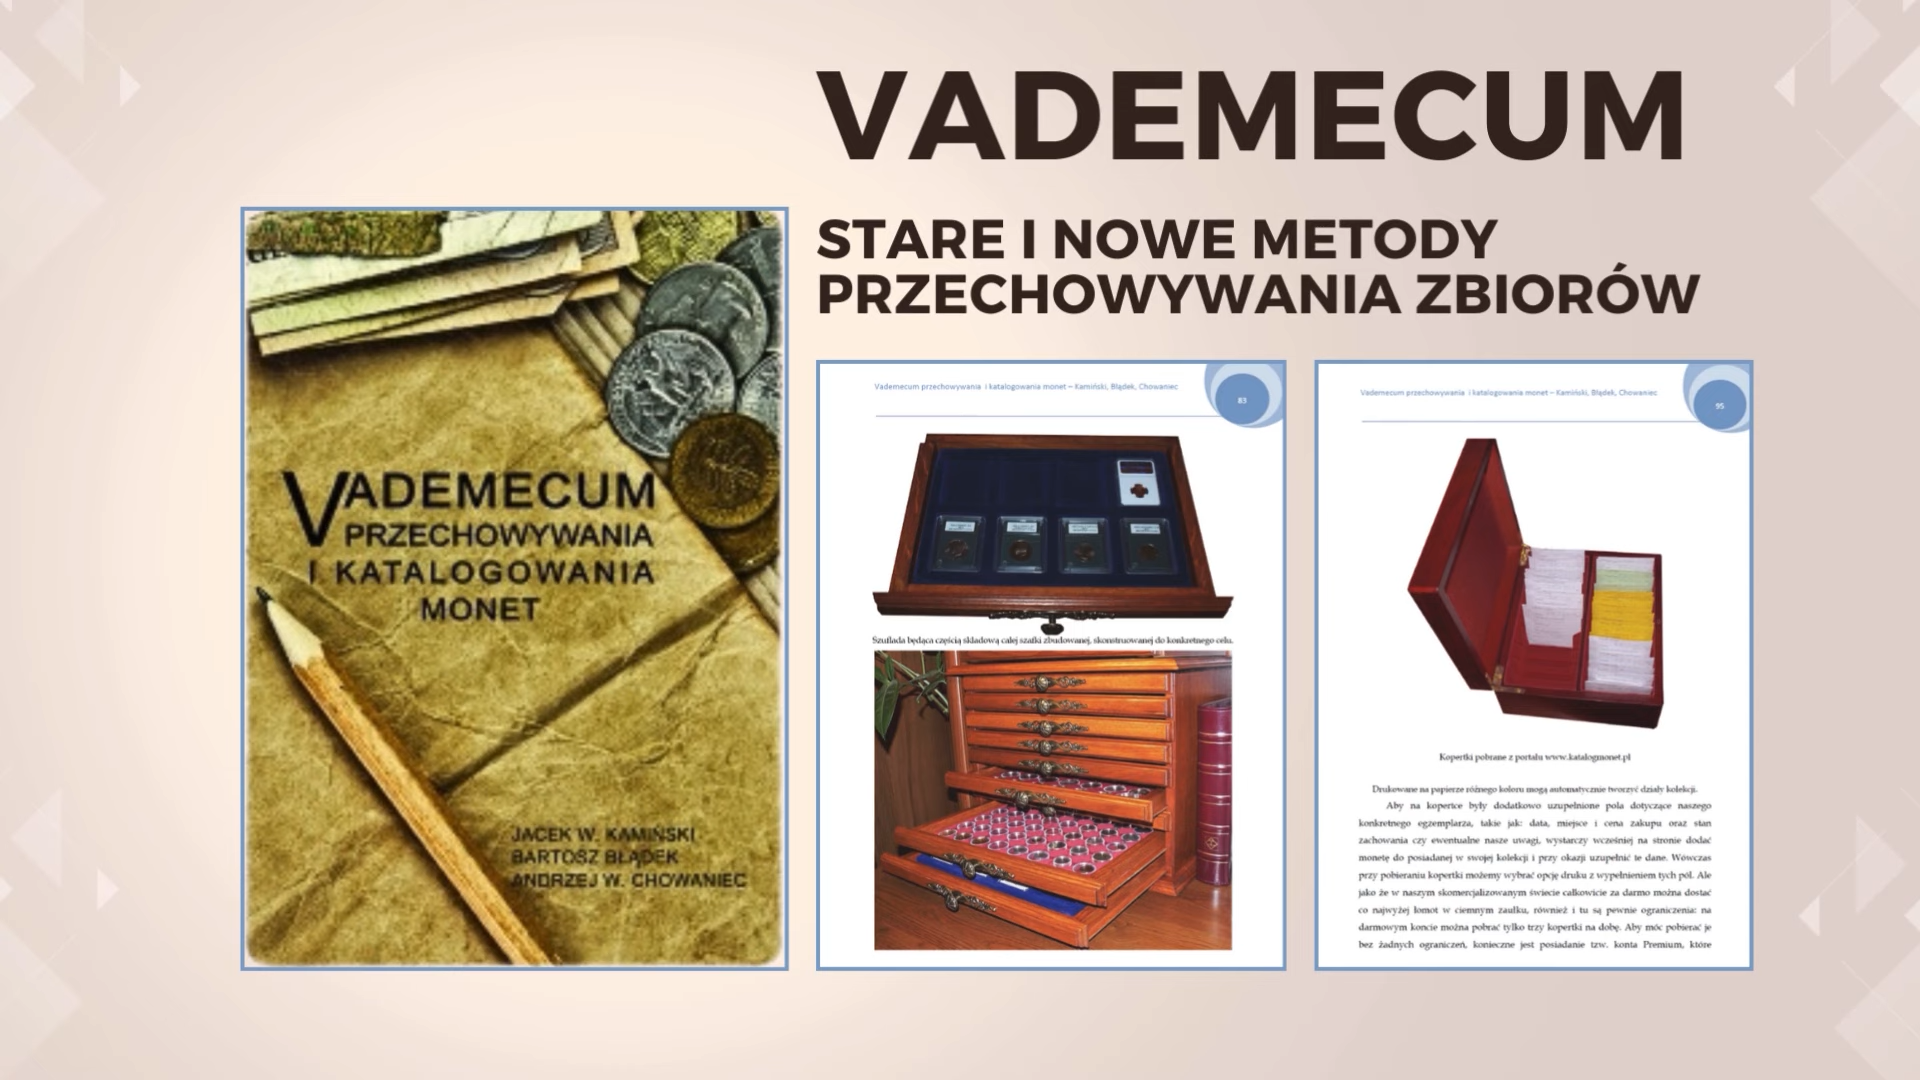 VADEMECUM
STARE I NOWE METODY
PRZECHOWYWANIA ZBIORÓW
VADEMECUM
PRZECHOWYWANIA
I KATALOGOWANIA
MONET
JACEK W. KAMIŃSKI
BARTOSZ BŁĄDEK
ANDRZEJ W. CHOWANIEC
Vademecum przechowywania i katalogowania monet – Kamiński, Błądek, Chowaniec
83
Szuflada będąca częścią składową całej szafki zbudowanej, skonstruowanej do konkretnego celu.
Vademecum przechowywania i katalogowania monet – Kamiński, Błądek, Chowaniec
95
Kopertki pobrane z portalu www.katalogmonet.pl
Drukowane na papierze różnego koloru mogą automatycznie tworzyć działy kolekcji.
Aby na kopertce były dodatkowo uzupełnione pola dotyczące naszego
konkretnego egzemplarza, takie jak: data, miejsce i cena zakupu oraz stan
zachowania czy ewentualne nasze uwagi, wystarczy wcześniej na stronie dodać
monetę do posiadanej w swojej kolekcji i przy okazji uzupełnić te dane. Wówczas
przy pobieraniu kopertki możemy wybrać opcję druku z wypełnieniem tych pól. Ale
jako że w naszym skomercjalizowanym świecie całkowicie za darmo można dostać
co najwyżej łomot w ciemnym zaułku, również i tu są pewnie ograniczenia: na
darmowym koncie można pobrać tylko trzy kopertki na dobę. Aby móc pobierać je
bez żadnych ograniczeń, konieczne jest posiadanie tzw. konta Premium, które